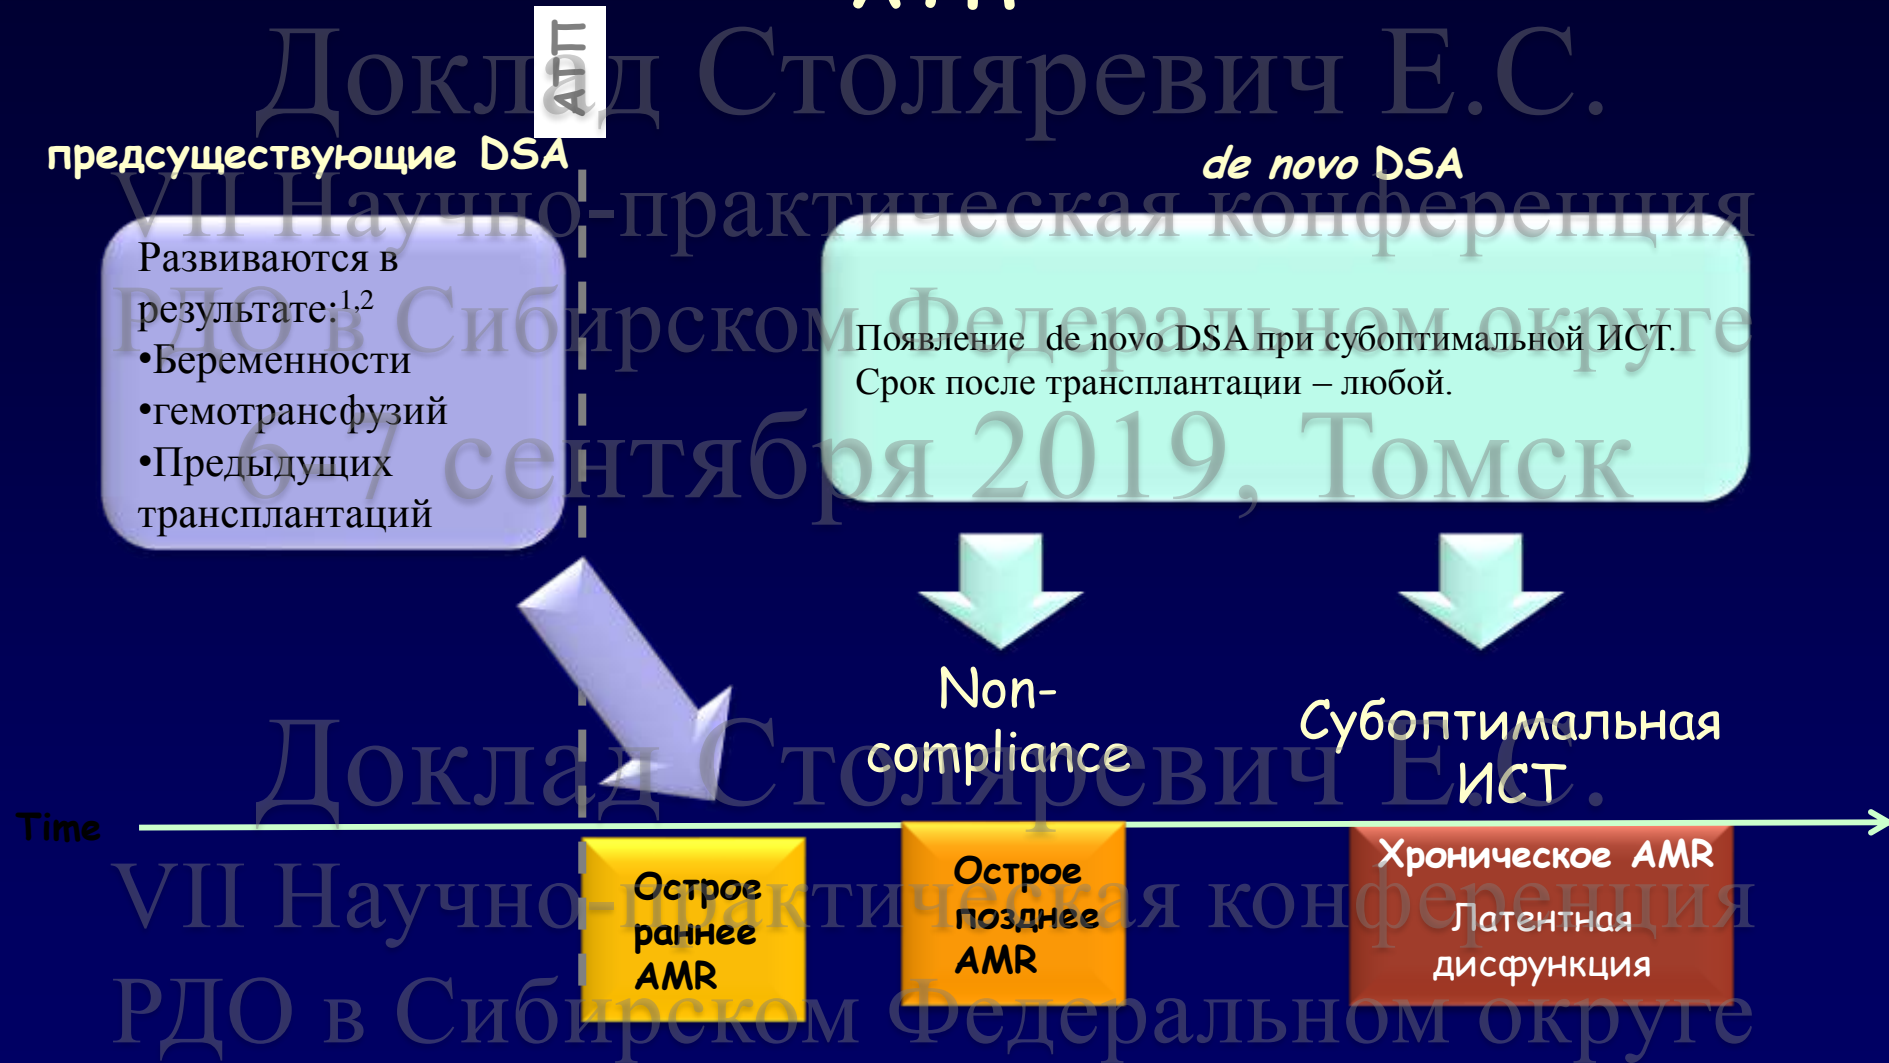 АТП
Доклад Столяревич Е.С.
предсуществующие DSA
de novo DSA
VII Научно-практическая конференция
Развиваются в
результате:1,2
•Беременности
•гемотрансфузий
•Предыдущих
трансплантаций
РДО в Сибирском Федеральном округе
Появление de novo DSA при субоптимальной ИСТ.
Срок после трансплантации – любой.
6-7 сентября 2019, Томск
Non-
compliance
Субоптимальная
ИСТ
Доклад Столяревич Е.С.
Time
Острое
раннее
AMR
Острое
позднее
AMR
Хроническое AMR
Латентная
дисфункция
VII Научно-практическая конференция
РДО в Сибирском Федеральном округе